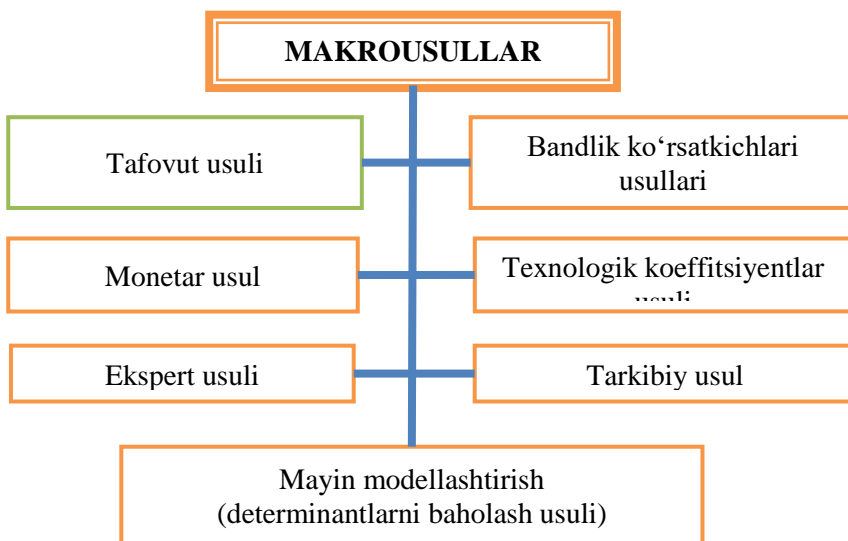 MAKROUSULLAR
Tafovut usuli
Bandlik ko‘rsatkichlari
usullari
Monetar usul
Texnologik koeffitsiyentlar
usuli
Ekspert usuli
Tarkibiy usul
Mayin modellashtirish
(determinantlarni baholash usuli)